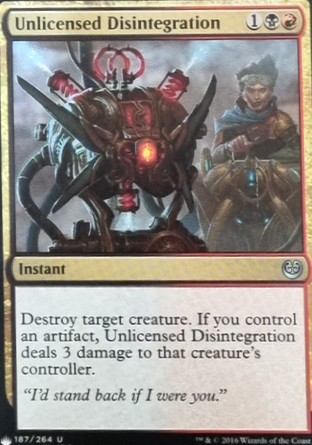 Unlicensed Disintegration 1
Instant
Destroy target creature. If you control
an artifact, Unlicensed Disintegration
deals 3 damage to that creature's
controller.
"I'd stand back if I were you."
187/264 U
™ & © 2016 Wizards of the Coast